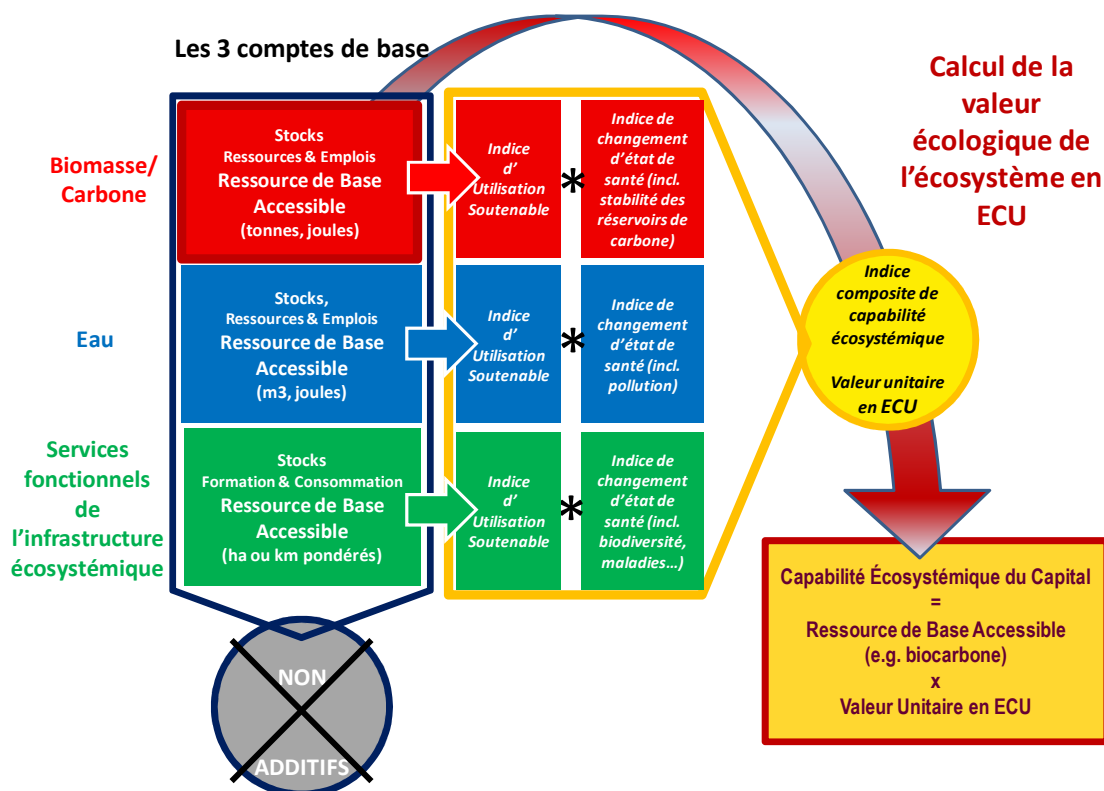 Les 3 comptes de base
Calcul de la
valeur
écologique de
l'écosystème en
ECU
Biomasse/
Carbone
Stocks
Ressources & Emplois
Ressource de Base
Accessible
(tonnes, joules)
Indice
d'
Utilisation
Soutenable
*
Indice de
changement
d'état de
santé (incl.
stabilité des
réservoirs de
carbone)
Eau
Stocks,
Ressources & Emplois
Ressource de Base
Accessible
(m3, joules)
Indice
d'
Utilisation
Soutenable
*
Indice de
changement
d'état de
santé (incl.
pollution)
Indice
composite de
capabilité
écosystémique
Valeur unitaire
en ECU
Services
fonctionnels
de
l'infrastructure
écosystémique
Stocks
Formation & Consommation
Ressource de Base
Accessible
(ha ou km pondérés)
Indice
d'
Utilisation
Soutenable
*
Indice de
changement
d'état de
santé (incl.
biodiversité,
maladies...)
Capabilité Écosystémique du Capital
=
Ressource de Base Accessible
(e.g. biocarbone)
x
Valeur Unitaire en ECU
NON
ADDITIFS